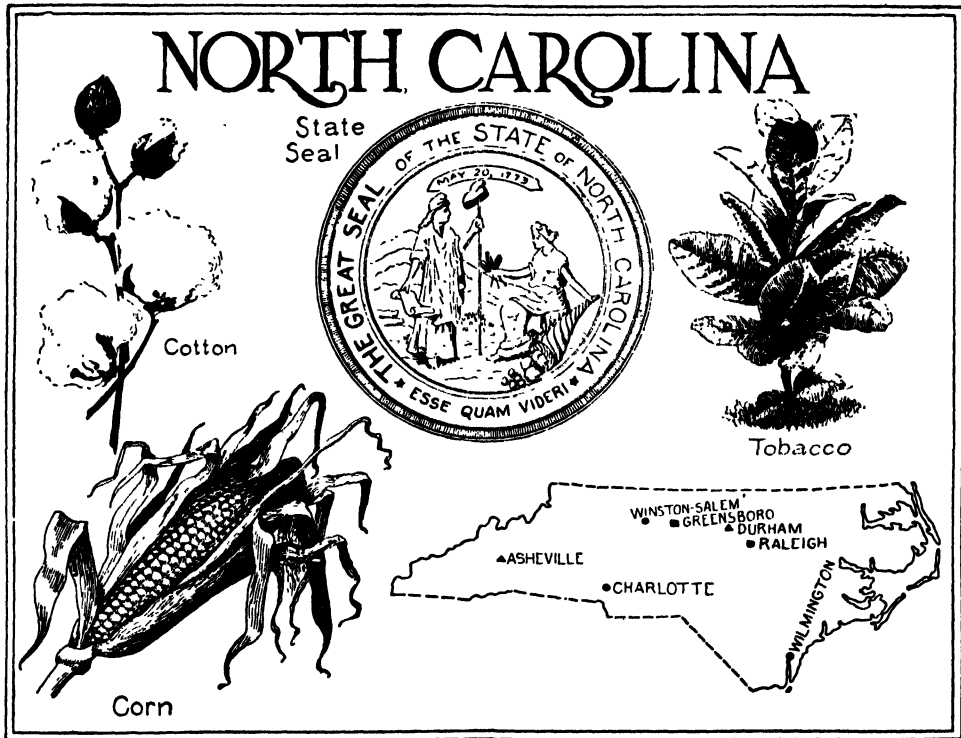 NORTH CAROLINA
State
Seal
THE GREAT SEAL OF THE STATE OF NORTH CAROLINA
MAY 20, 1773
ESSE QUAM VIDERI
Cotton
Tobacco
Corn
WINSTON-SALEM
GREENSBORO
DURHAM
RALEIGH
ASHEVILLE
CHARLOTTE
WILMINGTON